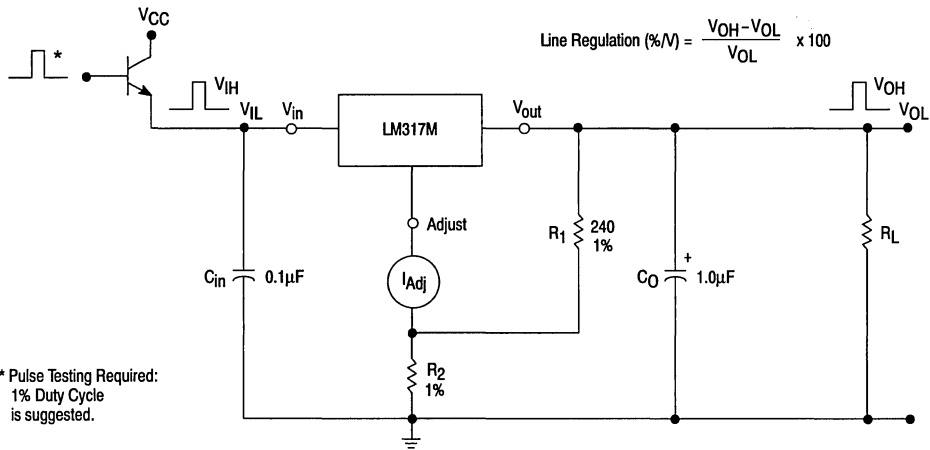 VCC
*
VIH
VIL
Vin
LM317M
Vout
Line Regulation (%/V) = VOH – VOL / VOL x 100
VOH
VOL
Adjust
R1
240
1%
RL
Cin
0.1µF
IAdj
CO
+
1.0µF
R2
1%
* Pulse Testing Required:
1% Duty Cycle
is suggested.